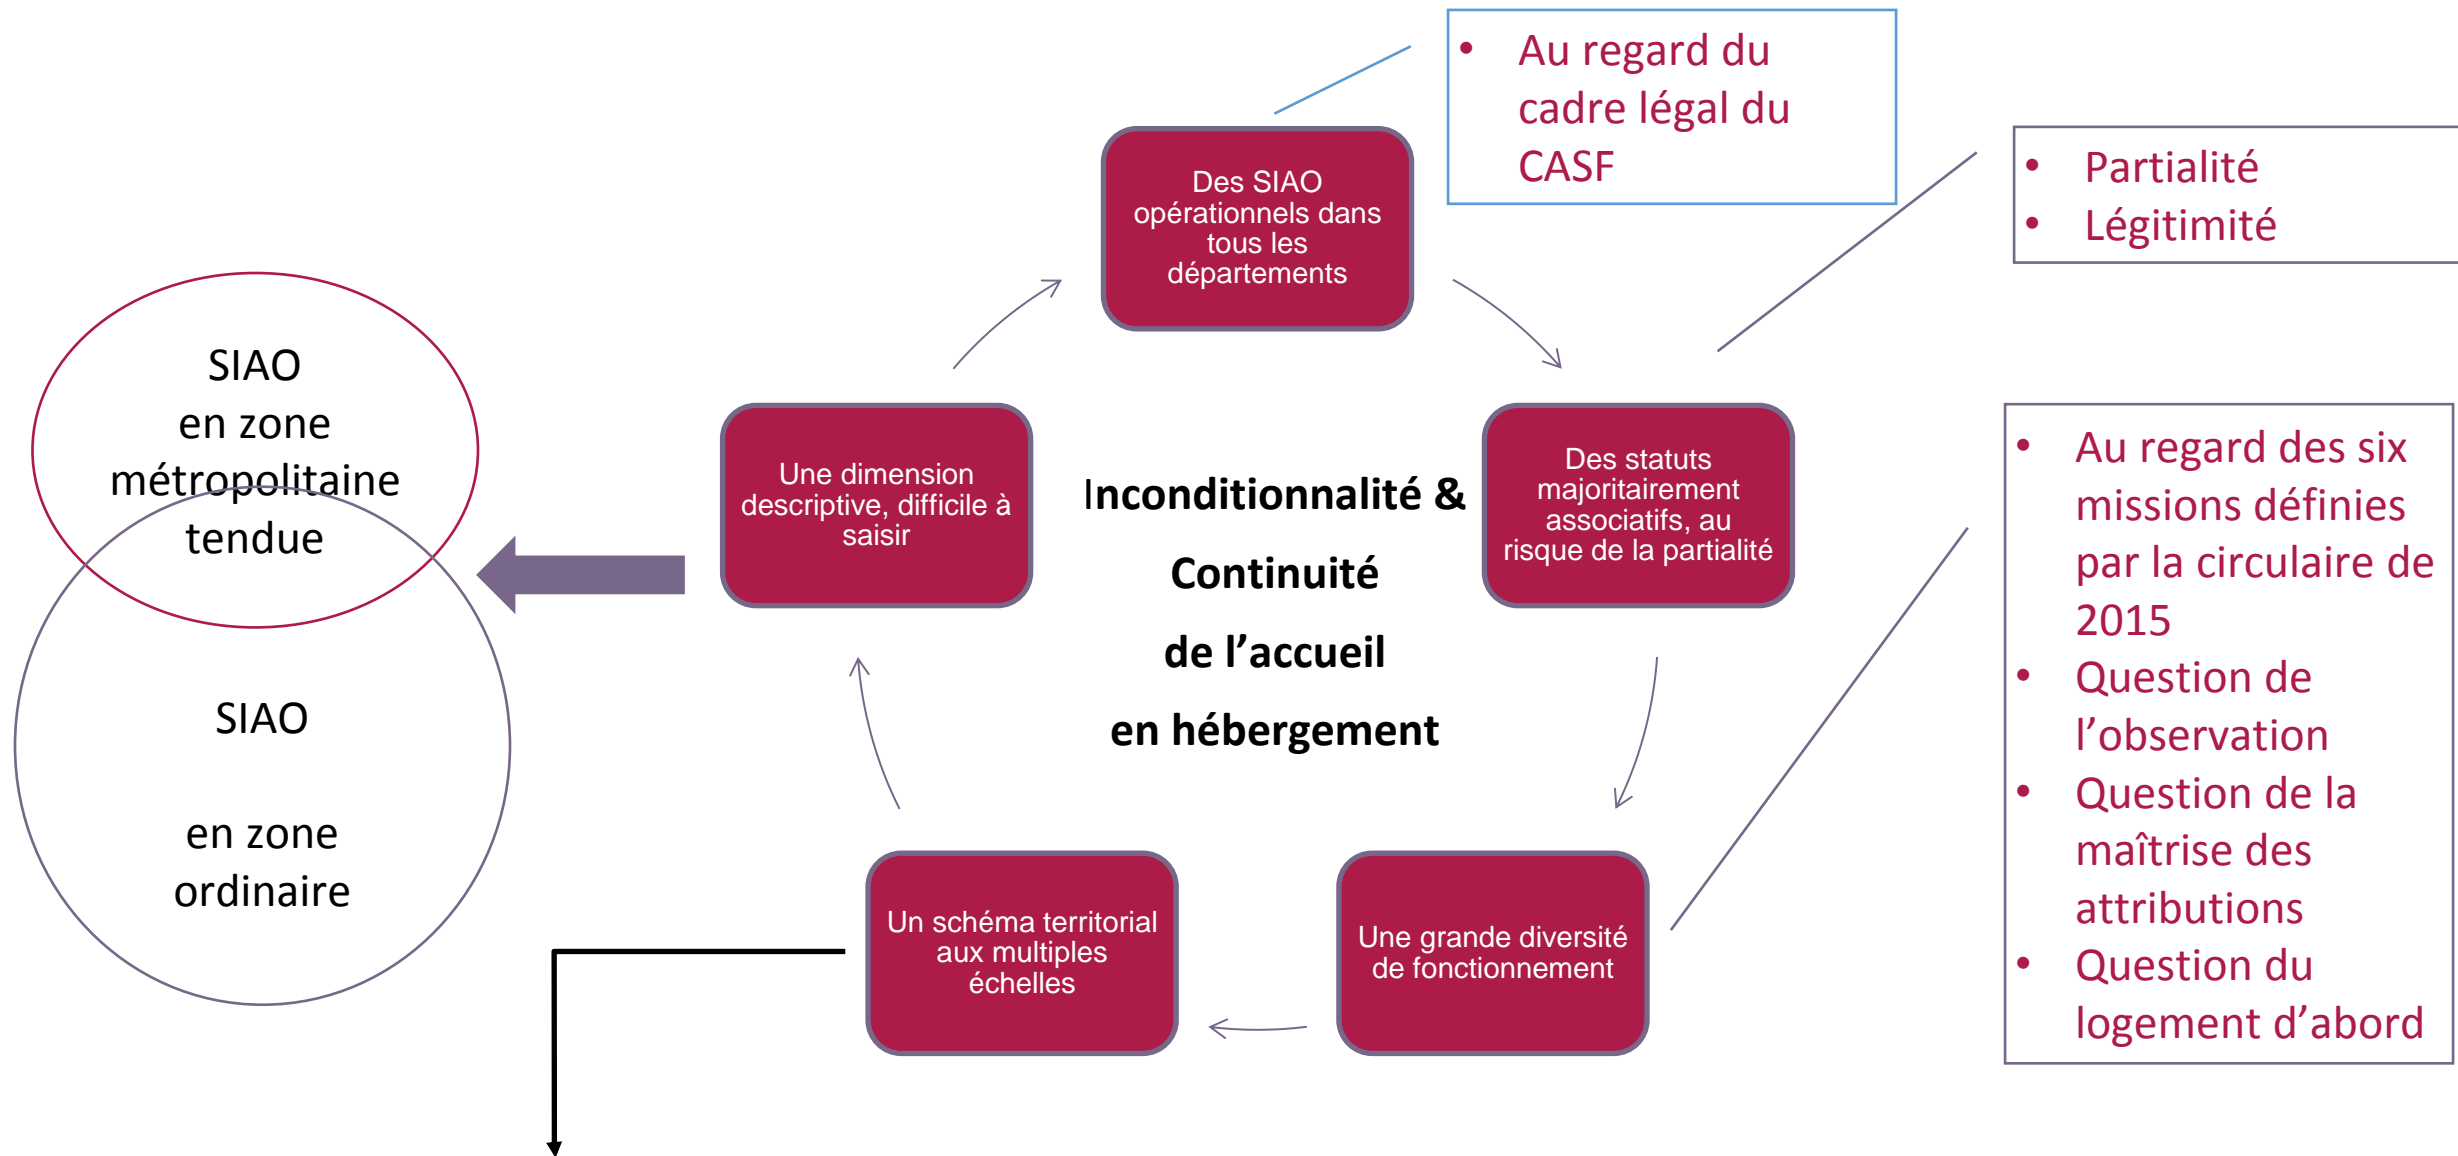 • Au regard du
cadre légal du
CASF
• Partialité
• Légitimité
Des SIAO
opérationnels dans
tous les
départements
SIAO
en zone
métropolitaine
tendue
SIAO
en zone
ordinaire
Une dimension
descriptive, difficile à
saisir
Inconditionnalité &
Continuité
de l’accueil
en hébergement
Des statuts
majoritairement
associatifs, au
risque de la partialité
• Au regard des six
missions définies
par la circulaire de
2015
• Question de
l’observation
• Question de la
maîtrise des
attributions
• Question du
logement d’abord
Un schéma territorial
aux multiples
échelles
Une grande diversité
de fonctionnement